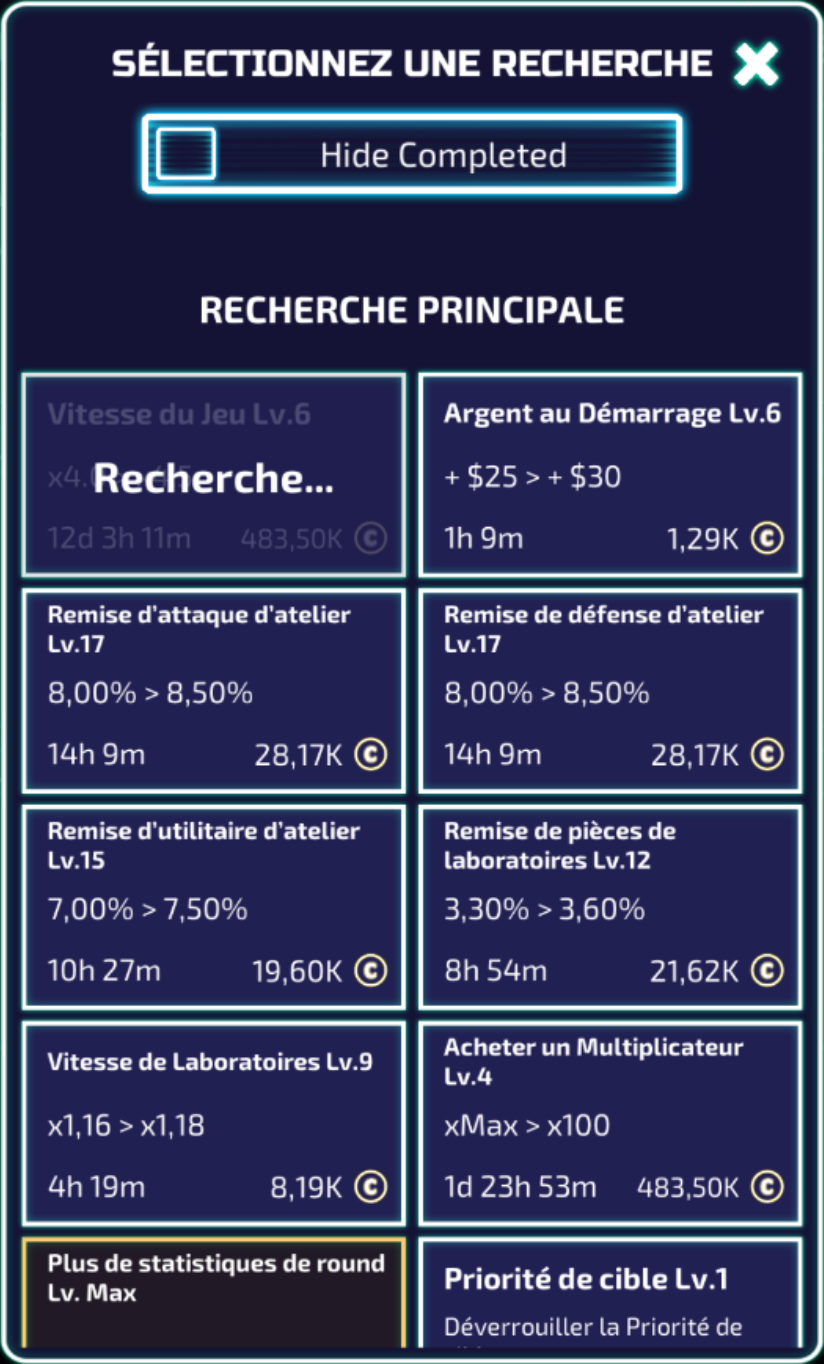 SÉLECTIONNEZ UNE RECHERCHE
Hide Completed
RECHERCHE PRINCIPALE
Vitesse du Jeu Lv.6
Recherche...
12d 3h 11m 483,50K
Argent au Démarrage Lv.6
+ $25 > + $30
1h 9m 1,29K
Remise d'attaque d'atelier
Lv.17
8,00% > 8,50%
14h 9m 28,17K
Remise de défense d'atelier
Lv.17
8,00% > 8,50%
14h 9m 28,17K
Remise d'utilitaire d'atelier
Lv.15
7,00% > 7,50%
10h 27m 19,60K
Remise de pièces de
laboratoires Lv.12
3,30% > 3,60%
8h 54m 21,62K
Vitesse de Laboratoires Lv.9
x1,16 > x1,18
4h 19m 8,19K
Acheter un Multiplicateur
Lv.4
xMax > x100
1d 23h 53m 483,50K
Plus de statistiques de round
Lv. Max
Priorité de cible Lv.1
Déverrouiller la Priorité de